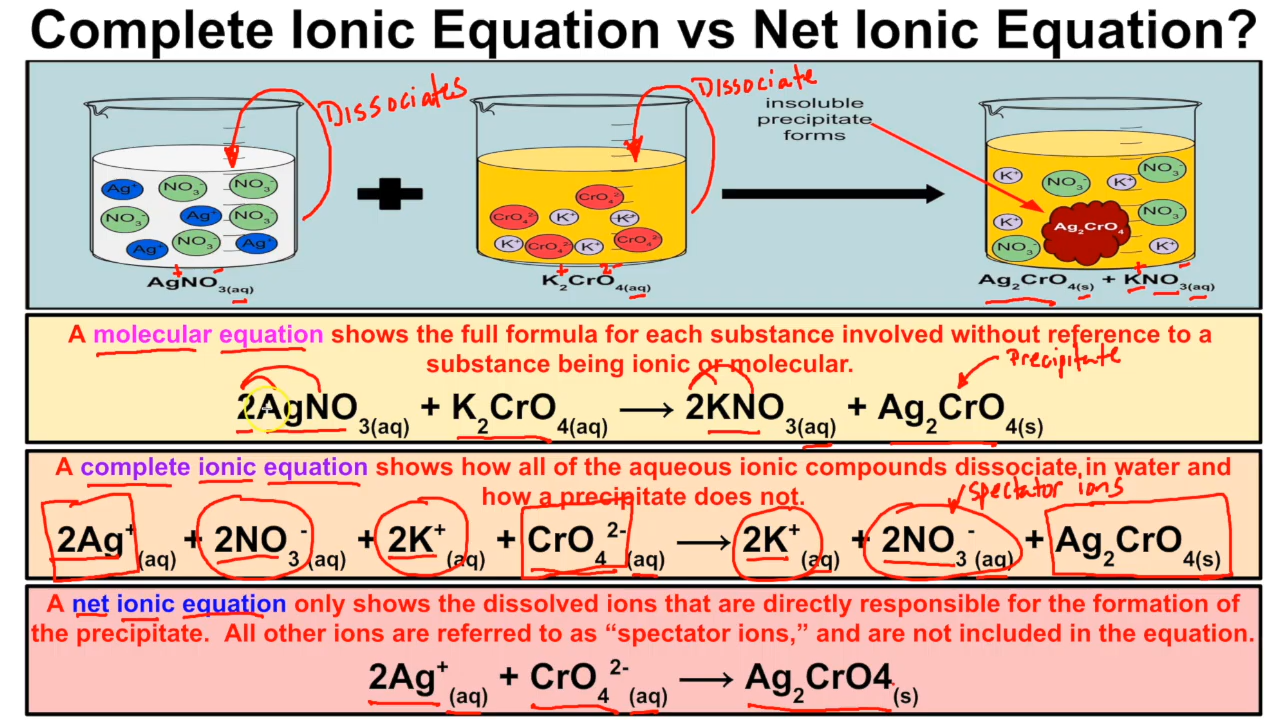 Complete Ionic Equation vs Net Ionic Equation?
Dissociates
Dissociate
insoluble
precipitate
forms
Ag⁺ NO₃⁻ NO₃⁻
NO₃⁻ Ag⁺ NO₃⁻
Ag⁺ NO₃⁻ Ag⁺
+ -
AgNO₃(aq)
+
CrO₄²⁻
CrO₄²⁻ K⁺ K⁺
K⁺ CrO₄²⁻ K⁺ CrO₄²⁻
+ 2-
K₂CrO₄(aq)
K⁺ NO₃⁻ K⁺ NO₃⁻
K⁺ Ag₂CrO₄ NO₃⁻
NO₃⁻ K⁺
+ -
Ag₂CrO₄(s) + KNO₃(aq)
A molecular equation shows the full formula for each substance involved without reference to a
substance being ionic or molecular.
Precipitate
2AgNO₃(aq) + K₂CrO₄(aq) → 2KNO₃(aq) + Ag₂CrO₄(s)
A complete ionic equation shows how all of the aqueous ionic compounds dissociate in water and
how a precipitate does not.
spectator ions
2Ag⁺(aq) + 2NO₃⁻(aq) + 2K⁺(aq) + CrO₄²⁻(aq) → 2K⁺(aq) + 2NO₃⁻(aq) + Ag₂CrO₄(s)
A net ionic equation only shows the dissolved ions that are directly responsible for the formation of
the precipitate. All other ions are referred to as “spectator ions,” and are not included in the equation.
2Ag⁺(aq) + CrO₄²⁻(aq) → Ag₂CrO4(s)